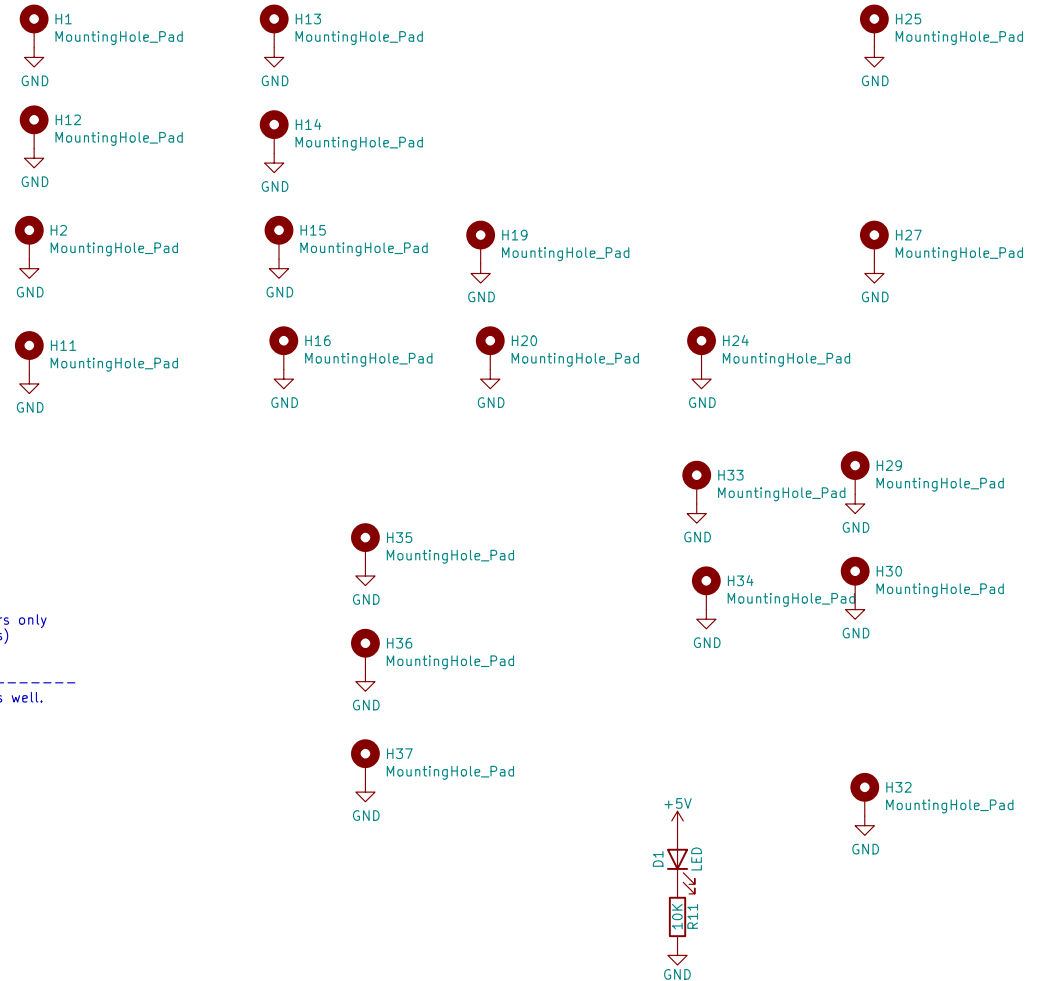 H1
MountingHole_Pad
GND
H13
MountingHole_Pad
GND
H25
MountingHole_Pad
GND
H12
MountingHole_Pad
GND
H14
MountingHole_Pad
GND
H2
MountingHole_Pad
GND
H15
MountingHole_Pad
GND
H19
MountingHole_Pad
GND
H27
MountingHole_Pad
GND
H11
MountingHole_Pad
GND
H16
MountingHole_Pad
GND
H20
MountingHole_Pad
GND
H24
MountingHole_Pad
GND
H33
MountingHole_Pad
GND
H29
MountingHole_Pad
GND
H35
MountingHole_Pad
GND
H34
MountingHole_Pad
GND
H30
MountingHole_Pad
GND
rs only
s)
-------
s well.
H36
MountingHole_Pad
GND
H37
MountingHole_Pad
GND
H32
MountingHole_Pad
GND
+5V
D1
LED
10K
R11
GND